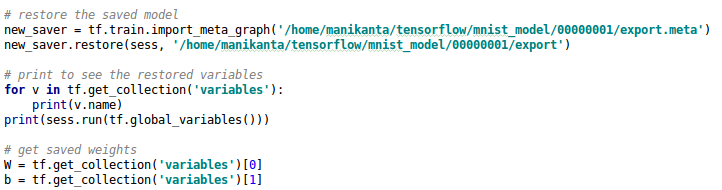 # restore the saved model
new_saver = tf.train.import_meta_graph('/home/manikanta/tensorflow/mnist_model/00000001/export.meta')
new_saver.restore(sess, '/home/manikanta/tensorflow/mnist_model/00000001/export')

# print to see the restored variables
for v in tf.get_collection('variables'):
    print(v.name)
print(sess.run(tf.global_variables()))

# get saved weights
W = tf.get_collection('variables')[0]
b = tf.get_collection('variables')[1]